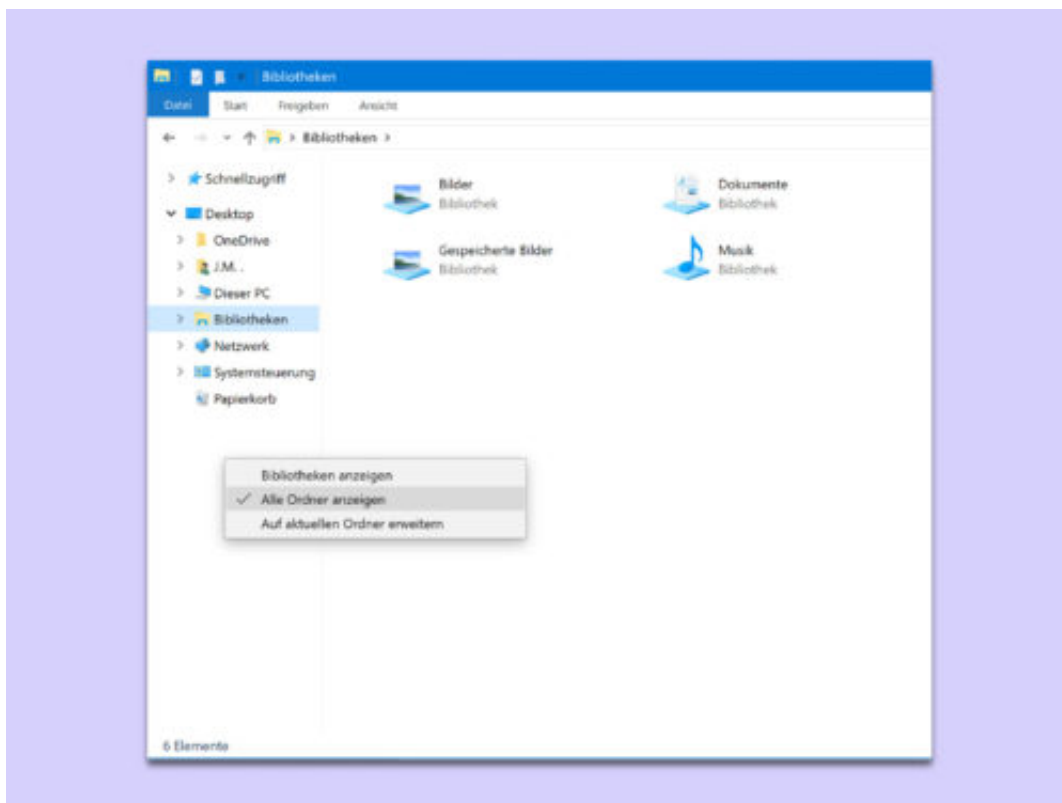 Bibliotheken
Datei Start Freigeben Ansicht
Bibliotheken
Schnellzugriff
Desktop
OneDrive
J.M. .
Dieser PC
Bibliotheken
Netzwerk
Systemsteuerung
Papierkorb
Bilder
Bibliothek
Dokumente
Bibliothek
Gespeicherte Bilder
Bibliothek
Musik
Bibliothek
Bibliotheken anzeigen
Alle Ordner anzeigen
Auf aktuellen Ordner erweitern
6 Elemente